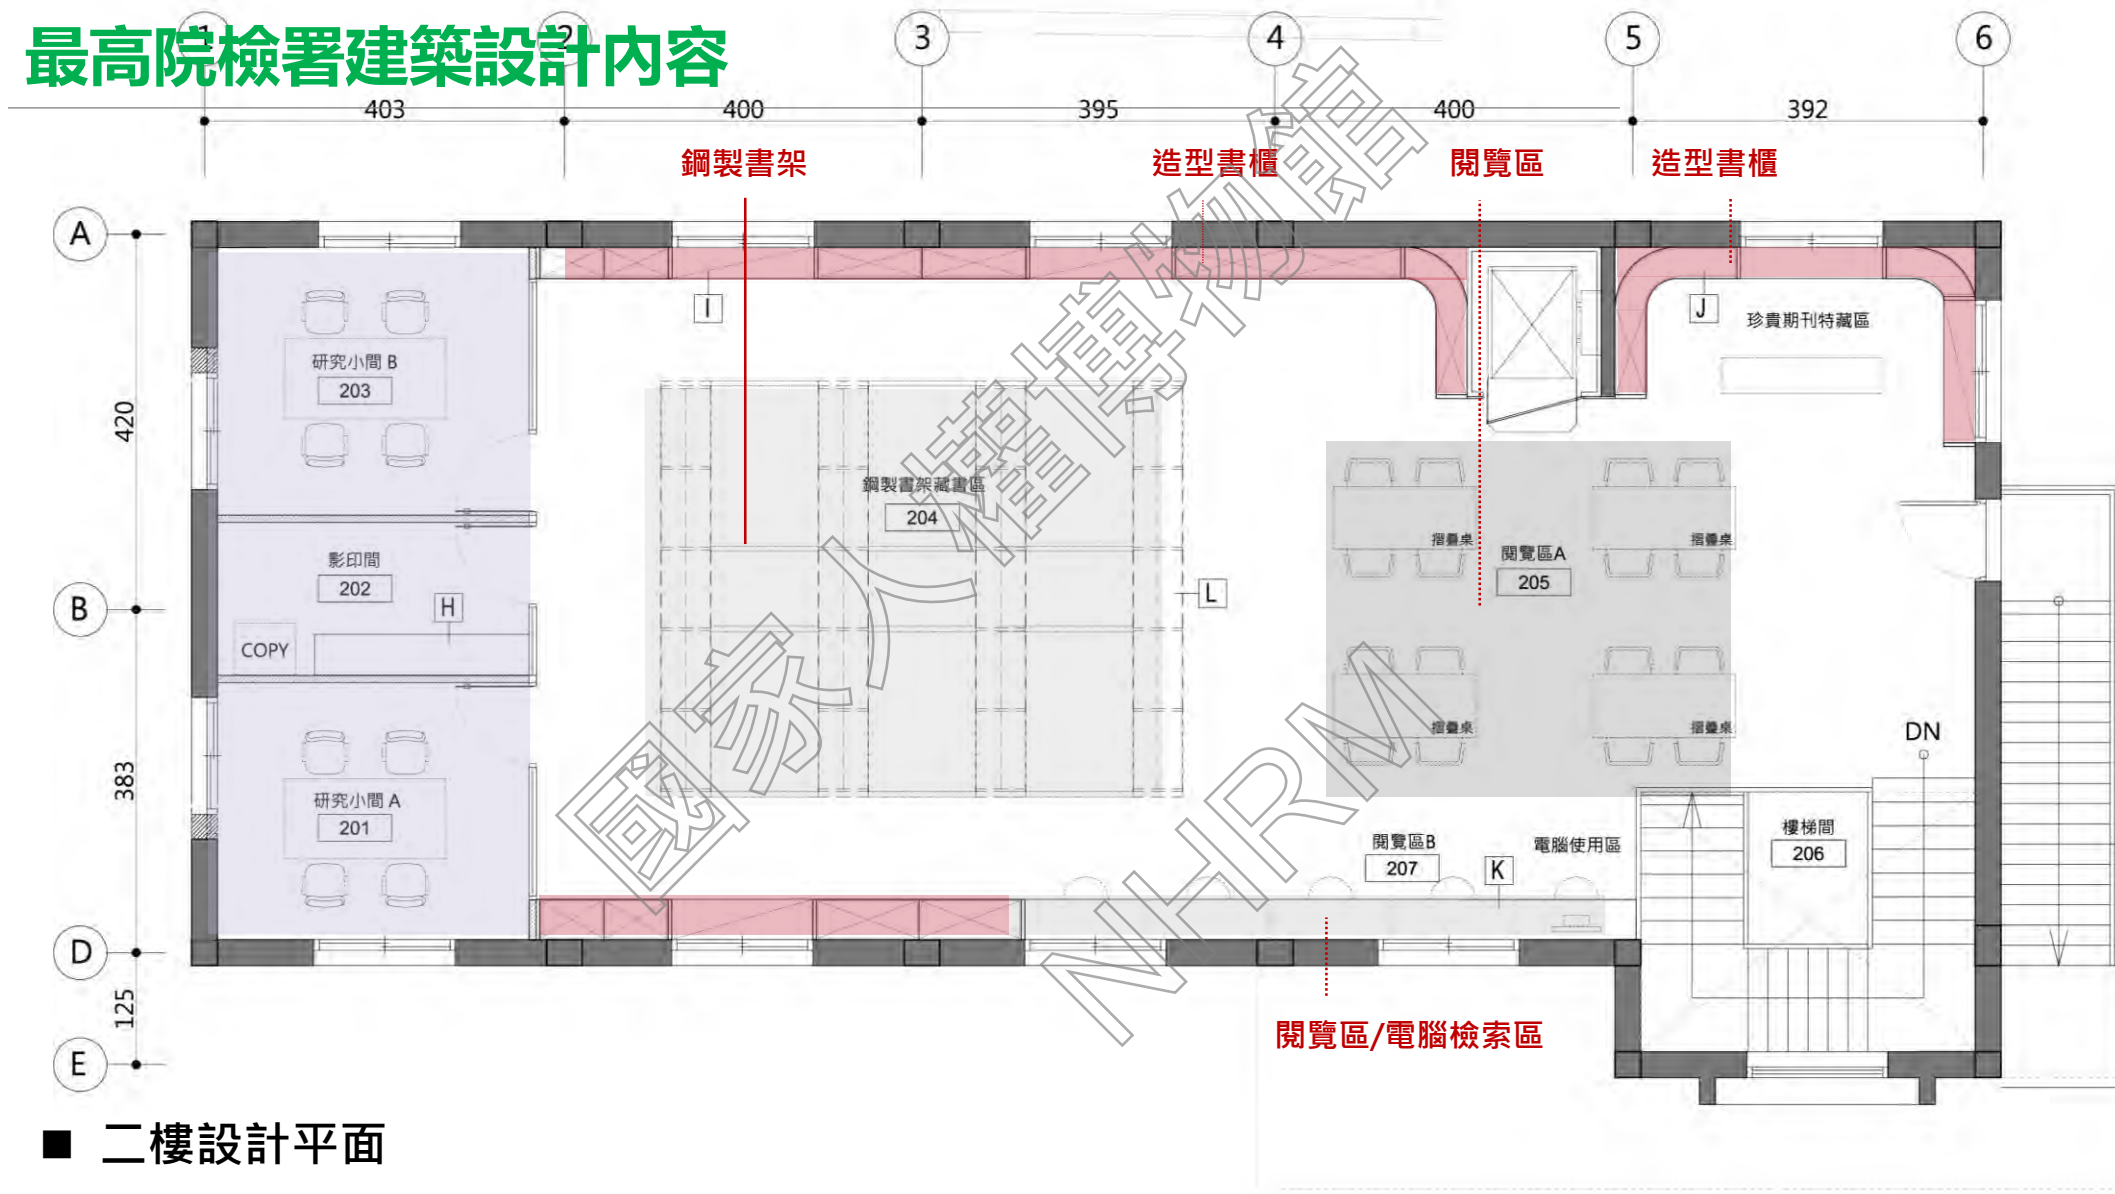 最高院檢署建築設計內容
1
2
3
4
5
6
403
400
395
400
392
鋼製書架
造型書櫃
閱覽區
造型書櫃
A
I
J
珍貴期刊特藏區
研究小間 B
203
420
鋼製書架藏書區
204
摺疊桌
摺疊桌
閱覽區A
205
影印間
202
H
L
B
COPY
摺疊桌
摺疊桌
DN
383
研究小間 A
201
樓梯間
206
閱覽區B
207
K
電腦使用區
D
125
閱覽區/電腦檢索區
E
國家人權博物館
NHRM
■ 二樓設計平面